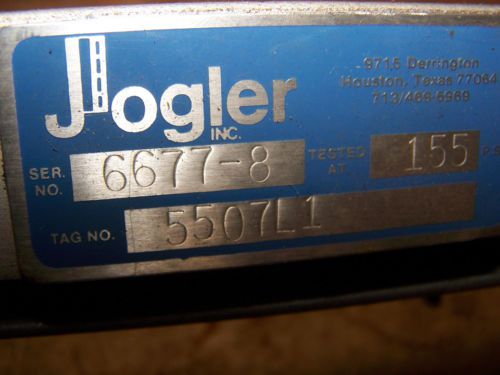 Jogler
INC.
9715 Derrington
Houston, Texas 77064
713/469-6969
SER. NO. 6677-8 TESTED AT 155 P.S
TAG NO. 5507L1